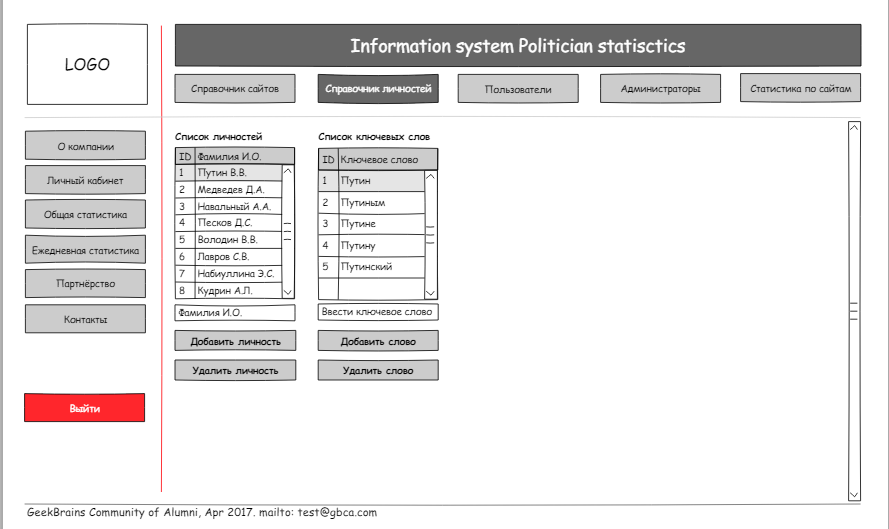 LOGO
Information system Politician statisctics
Справочник сайтов
Справочник личностей
Пользователи
Администраторы
Статистика по сайтам
О компании
Личный кабинет
Общая статистика
Ежедневная статистика
Партнёрство
Контакты
Выйти
Список личностей
ID Фамилия И.О.
1 Путин В.В.
2 Медведев Д.А.
3 Навальный А.А.
4 Песков Д.С.
5 Володин В.В.
6 Лавров С.В.
7 Набиуллина Э.С.
8 Кудрин А.Л.
Фамилия И.О.
Добавить личность
Удалить личность
Список ключевых слов
ID Ключевое слово
1 Путин
2 Путиным
3 Путине
4 Путину
5 Путинский
Ввести ключевое слово
Добавить слово
Удалить слово
GeekBrains Community of Alumni, Apr 2017. mailto: test@gbca.com